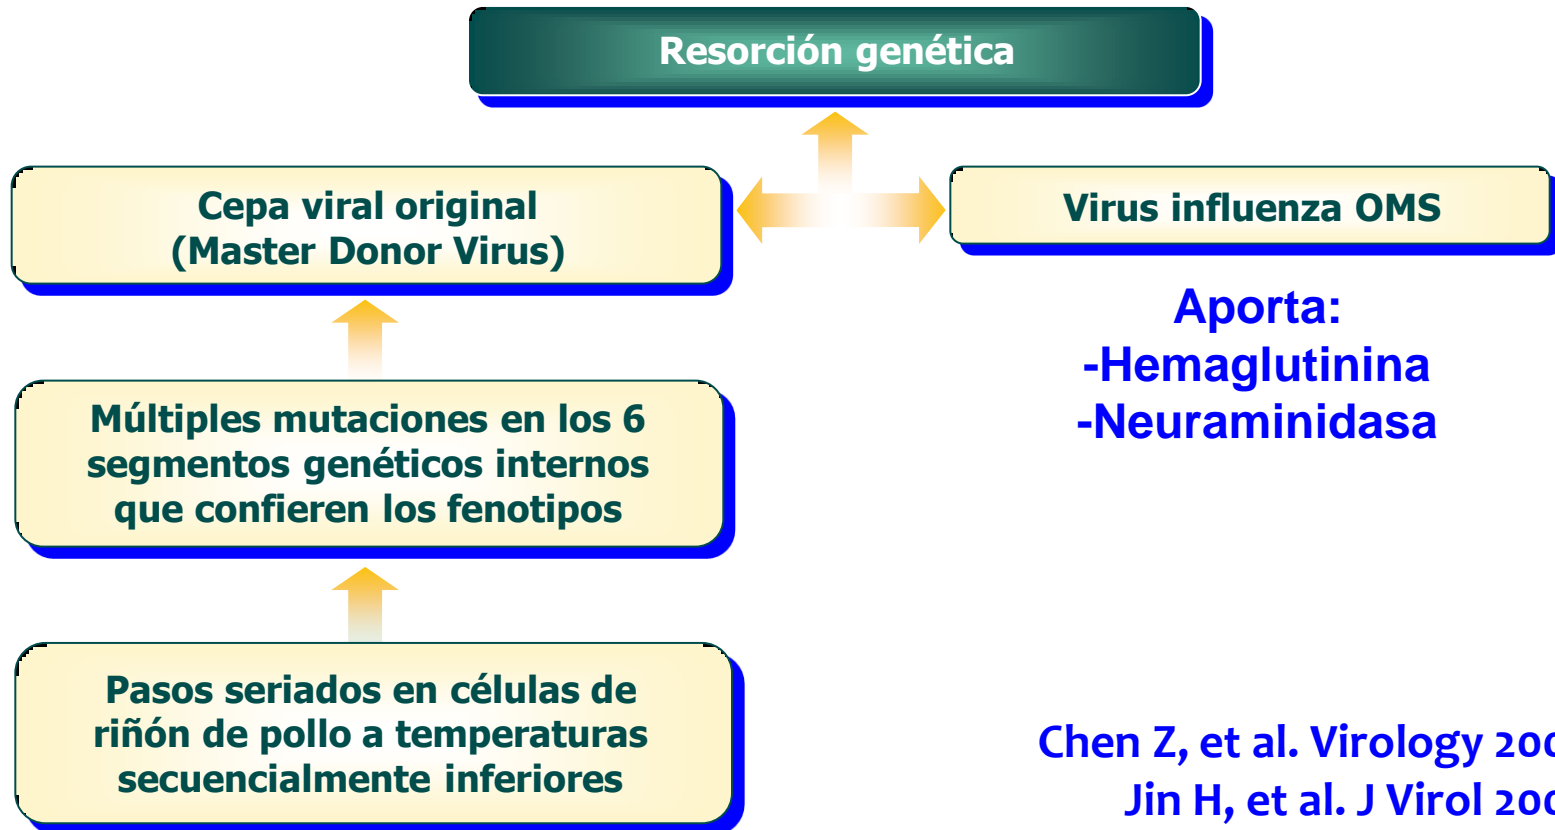 Resorción genética
Cepa viral original
(Master Donor Virus)
Virus influenza OMS
Aporta:
-Hemaglutinina
-Neuraminidasa
Múltiples mutaciones en los 6
segmentos genéticos internos
que confieren los fenotipos
Pasos seriados en células de
riñón de pollo a temperaturas
secuencialmente inferiores
Chen Z, et al. Virology
Jin H, et al. J Virol